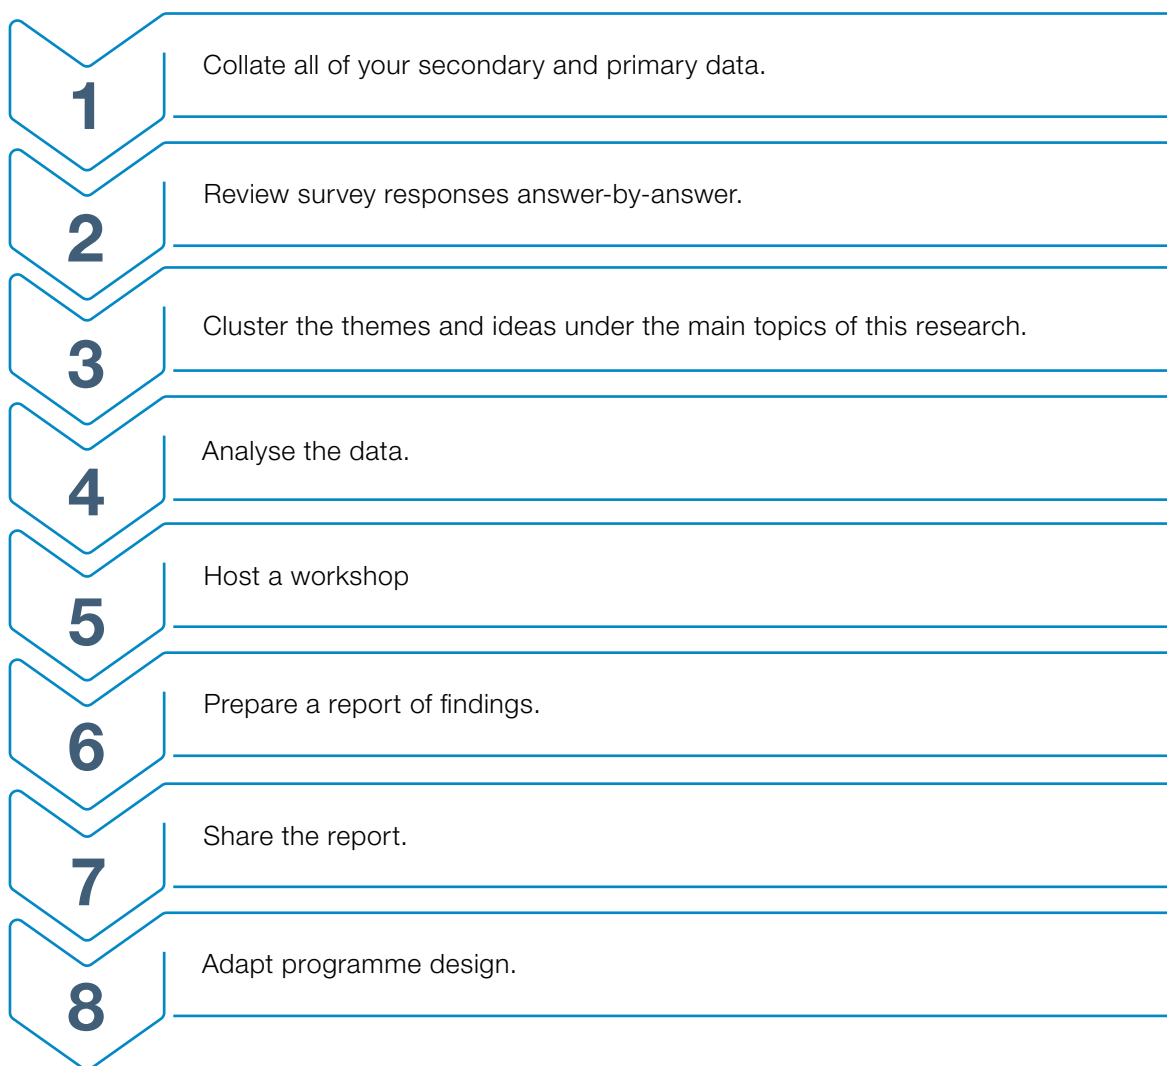 1
Collate all of your secondary and primary data.
2
Review survey responses answer-by-answer.
3
Cluster the themes and ideas under the main topics of this research.
4
Analyse the data.
5
Host a workshop
6
Prepare a report of findings.
7
Share the report.
8
Adapt programme design.